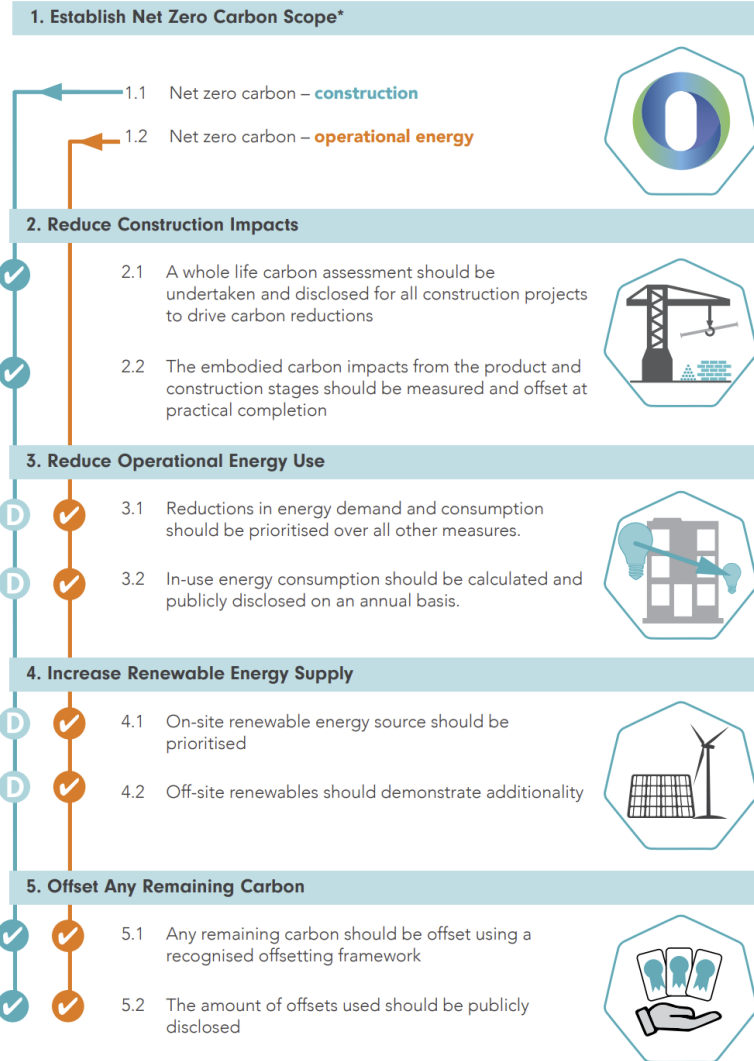 1. Establish Net Zero Carbon Scope*
1.1 Net zero carbon – construction
1.2 Net zero carbon – operational energy
2. Reduce Construction Impacts
2.1 A whole life carbon assessment should be
undertaken and disclosed for all construction projects
to drive carbon reductions
2.2 The embodied carbon impacts from the product and
construction stages should be measured and offset at
practical completion
3. Reduce Operational Energy Use
D 3.1 Reductions in energy demand and consumption
should be prioritised over all other measures.
D 3.2 In-use energy consumption should be calculated and
publicly disclosed on an annual basis.
4. Increase Renewable Energy Supply
D 4.1 On-site renewable energy source should be
prioritised
D 4.2 Off-site renewables should demonstrate additionality
5. Offset Any Remaining Carbon
5.1 Any remaining carbon should be offset using a
recognised offsetting framework
5.2 The amount of offsets used should be publicly
disclosed